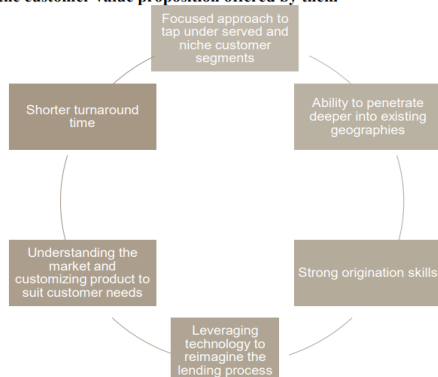 the customer value proposition offered by them
Focused approach to
tap under served and
niche customer
segments
Shorter turnaround
time
Ability to penetrate
deeper into existing
geographies
Understanding the
market and
customizing product to
suit customer needs
Strong origination skills
Leveraging
technology to
reimagine the
lending process